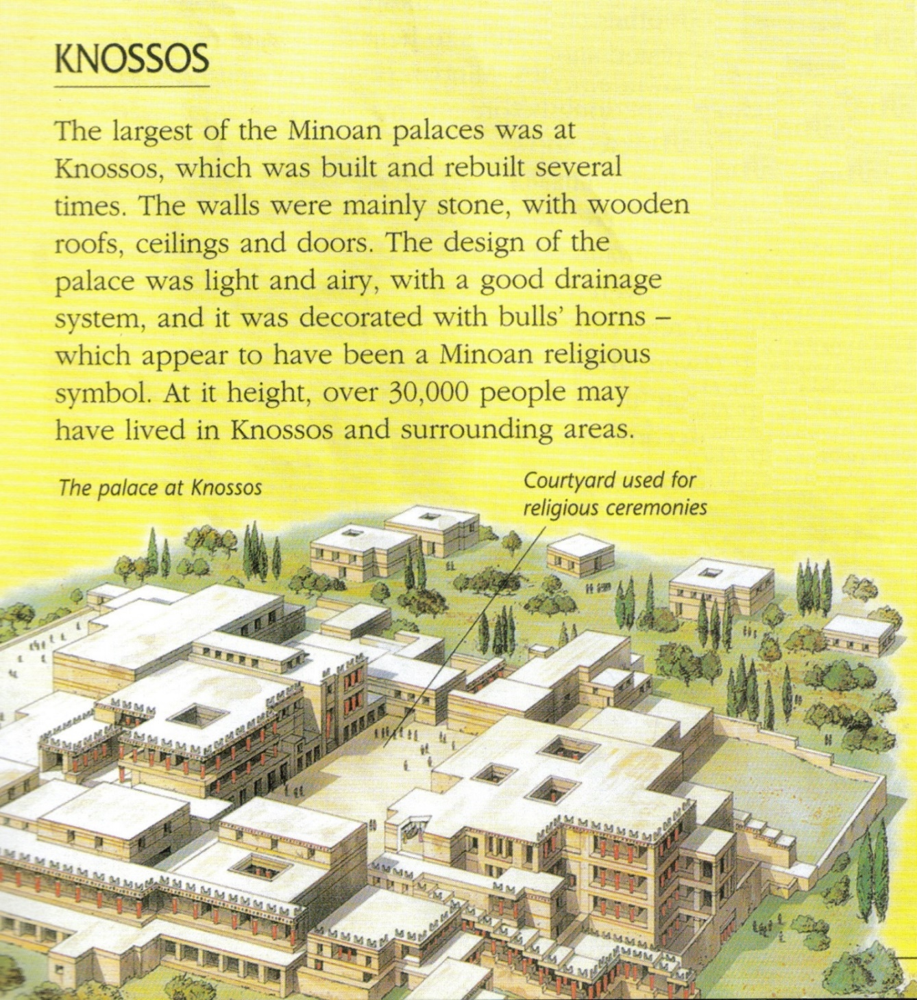 KNOSSOS
The largest of the Minoan palaces was at
Knossos, which was built and rebuilt several
times. The walls were mainly stone, with wooden
roofs, ceilings and doors. The design of the
palace was light and airy, with a good drainage
system, and it was decorated with bulls’ horns –
which appear to have been a Minoan religious
symbol. At it height, over 30,000 people may
have lived in Knossos and surrounding areas.
The palace at Knossos
Courtyard used for
religious ceremonies